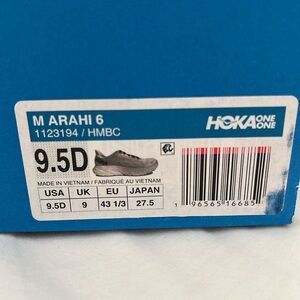 M ARAHI 6
1123194 / HMBC
HOKA ONE ONE
9.5D
MADE IN VIETNAM / FABRIQUÉ AU VIETNAM
USA UK EU JAPAN
9.5D 9 43 1/3 27.5
1 96565 16685